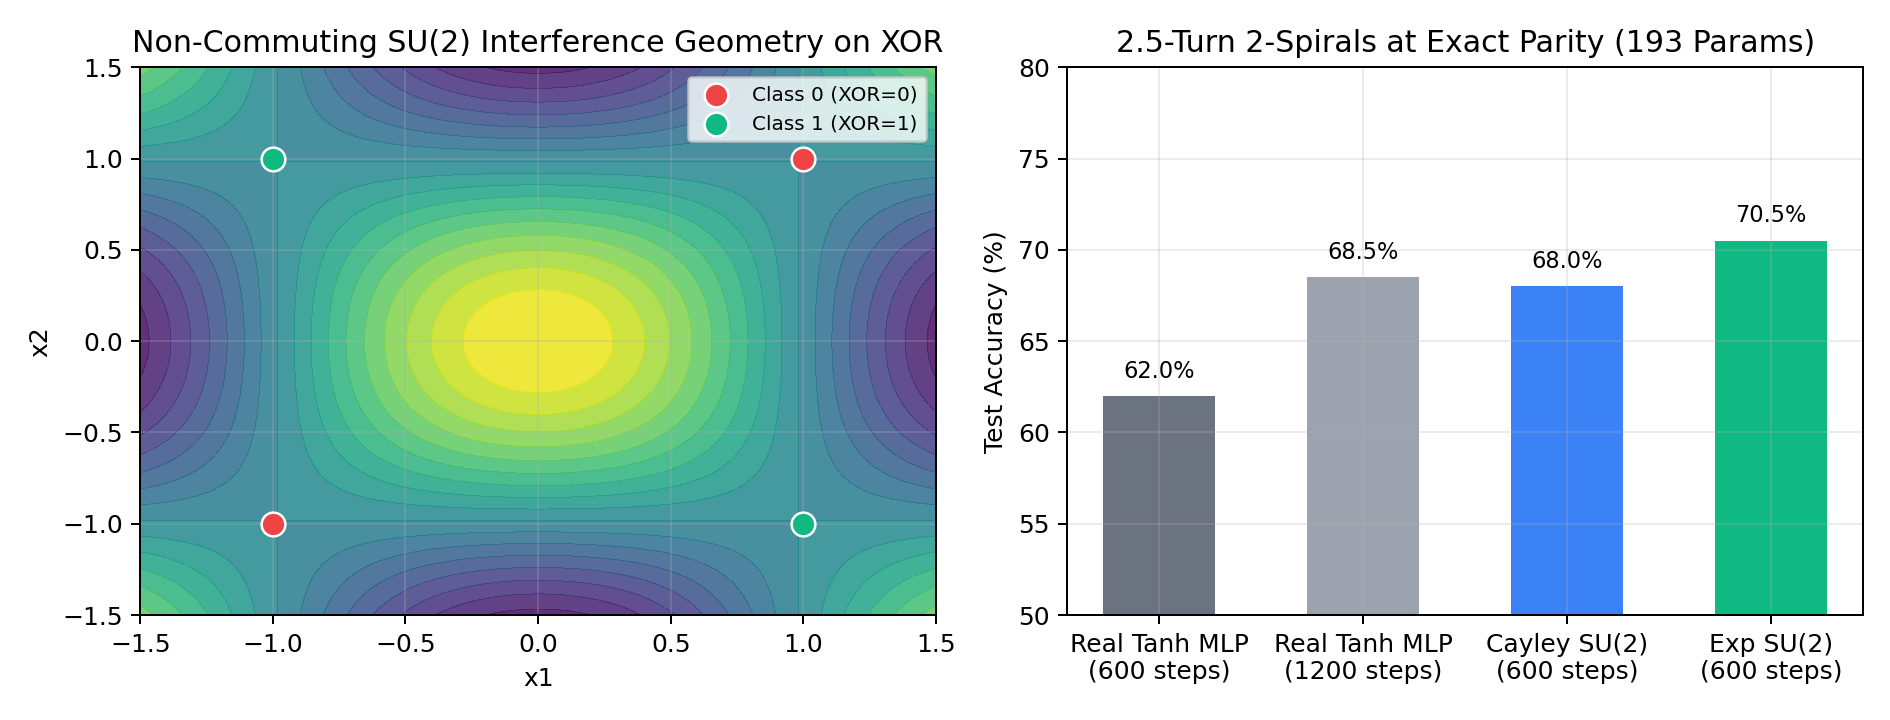 Non-Commuting SU(2) Interference Geometry on XOR
1.5
1.0
0.5
0.0
−0.5
−1.0
−1.5
x2
Class 0 (XOR=0)
Class 1 (XOR=1)
−1.5 −1.0 −0.5 0.0 0.5 1.0 1.5
x1
2.5-Turn 2-Spirals at Exact Parity (193 Params)
80
75
70
65
60
55
50
Test Accuracy (%)
62.0%
68.5%
68.0%
70.5%
Real Tanh MLP
(600 steps)
Real Tanh MLP
(1200 steps)
Cayley SU(2)
(600 steps)
Exp SU(2)
(600 steps)